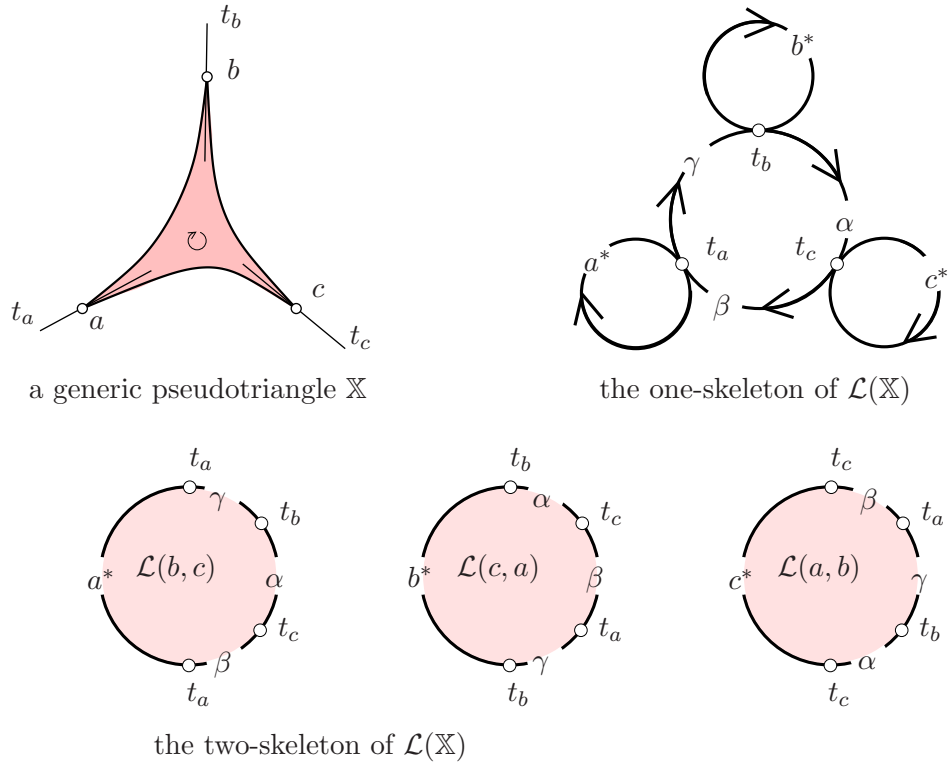 t_b
b
t_a
a
c
t_c
a generic pseudotriangle 𝕏
b*
t_b
γ
α
t_a
t_c
a*
c*
β
the one-skeleton of ℒ(𝕏)
t_a
γ
t_b
ℒ(b, c)
a*
α
t_c
β
t_a
t_b
α
t_c
ℒ(c, a)
b*
β
t_a
γ
t_b
t_c
β
t_a
ℒ(a, b)
c*
γ
t_b
α
t_c
the two-skeleton of ℒ(𝕏)